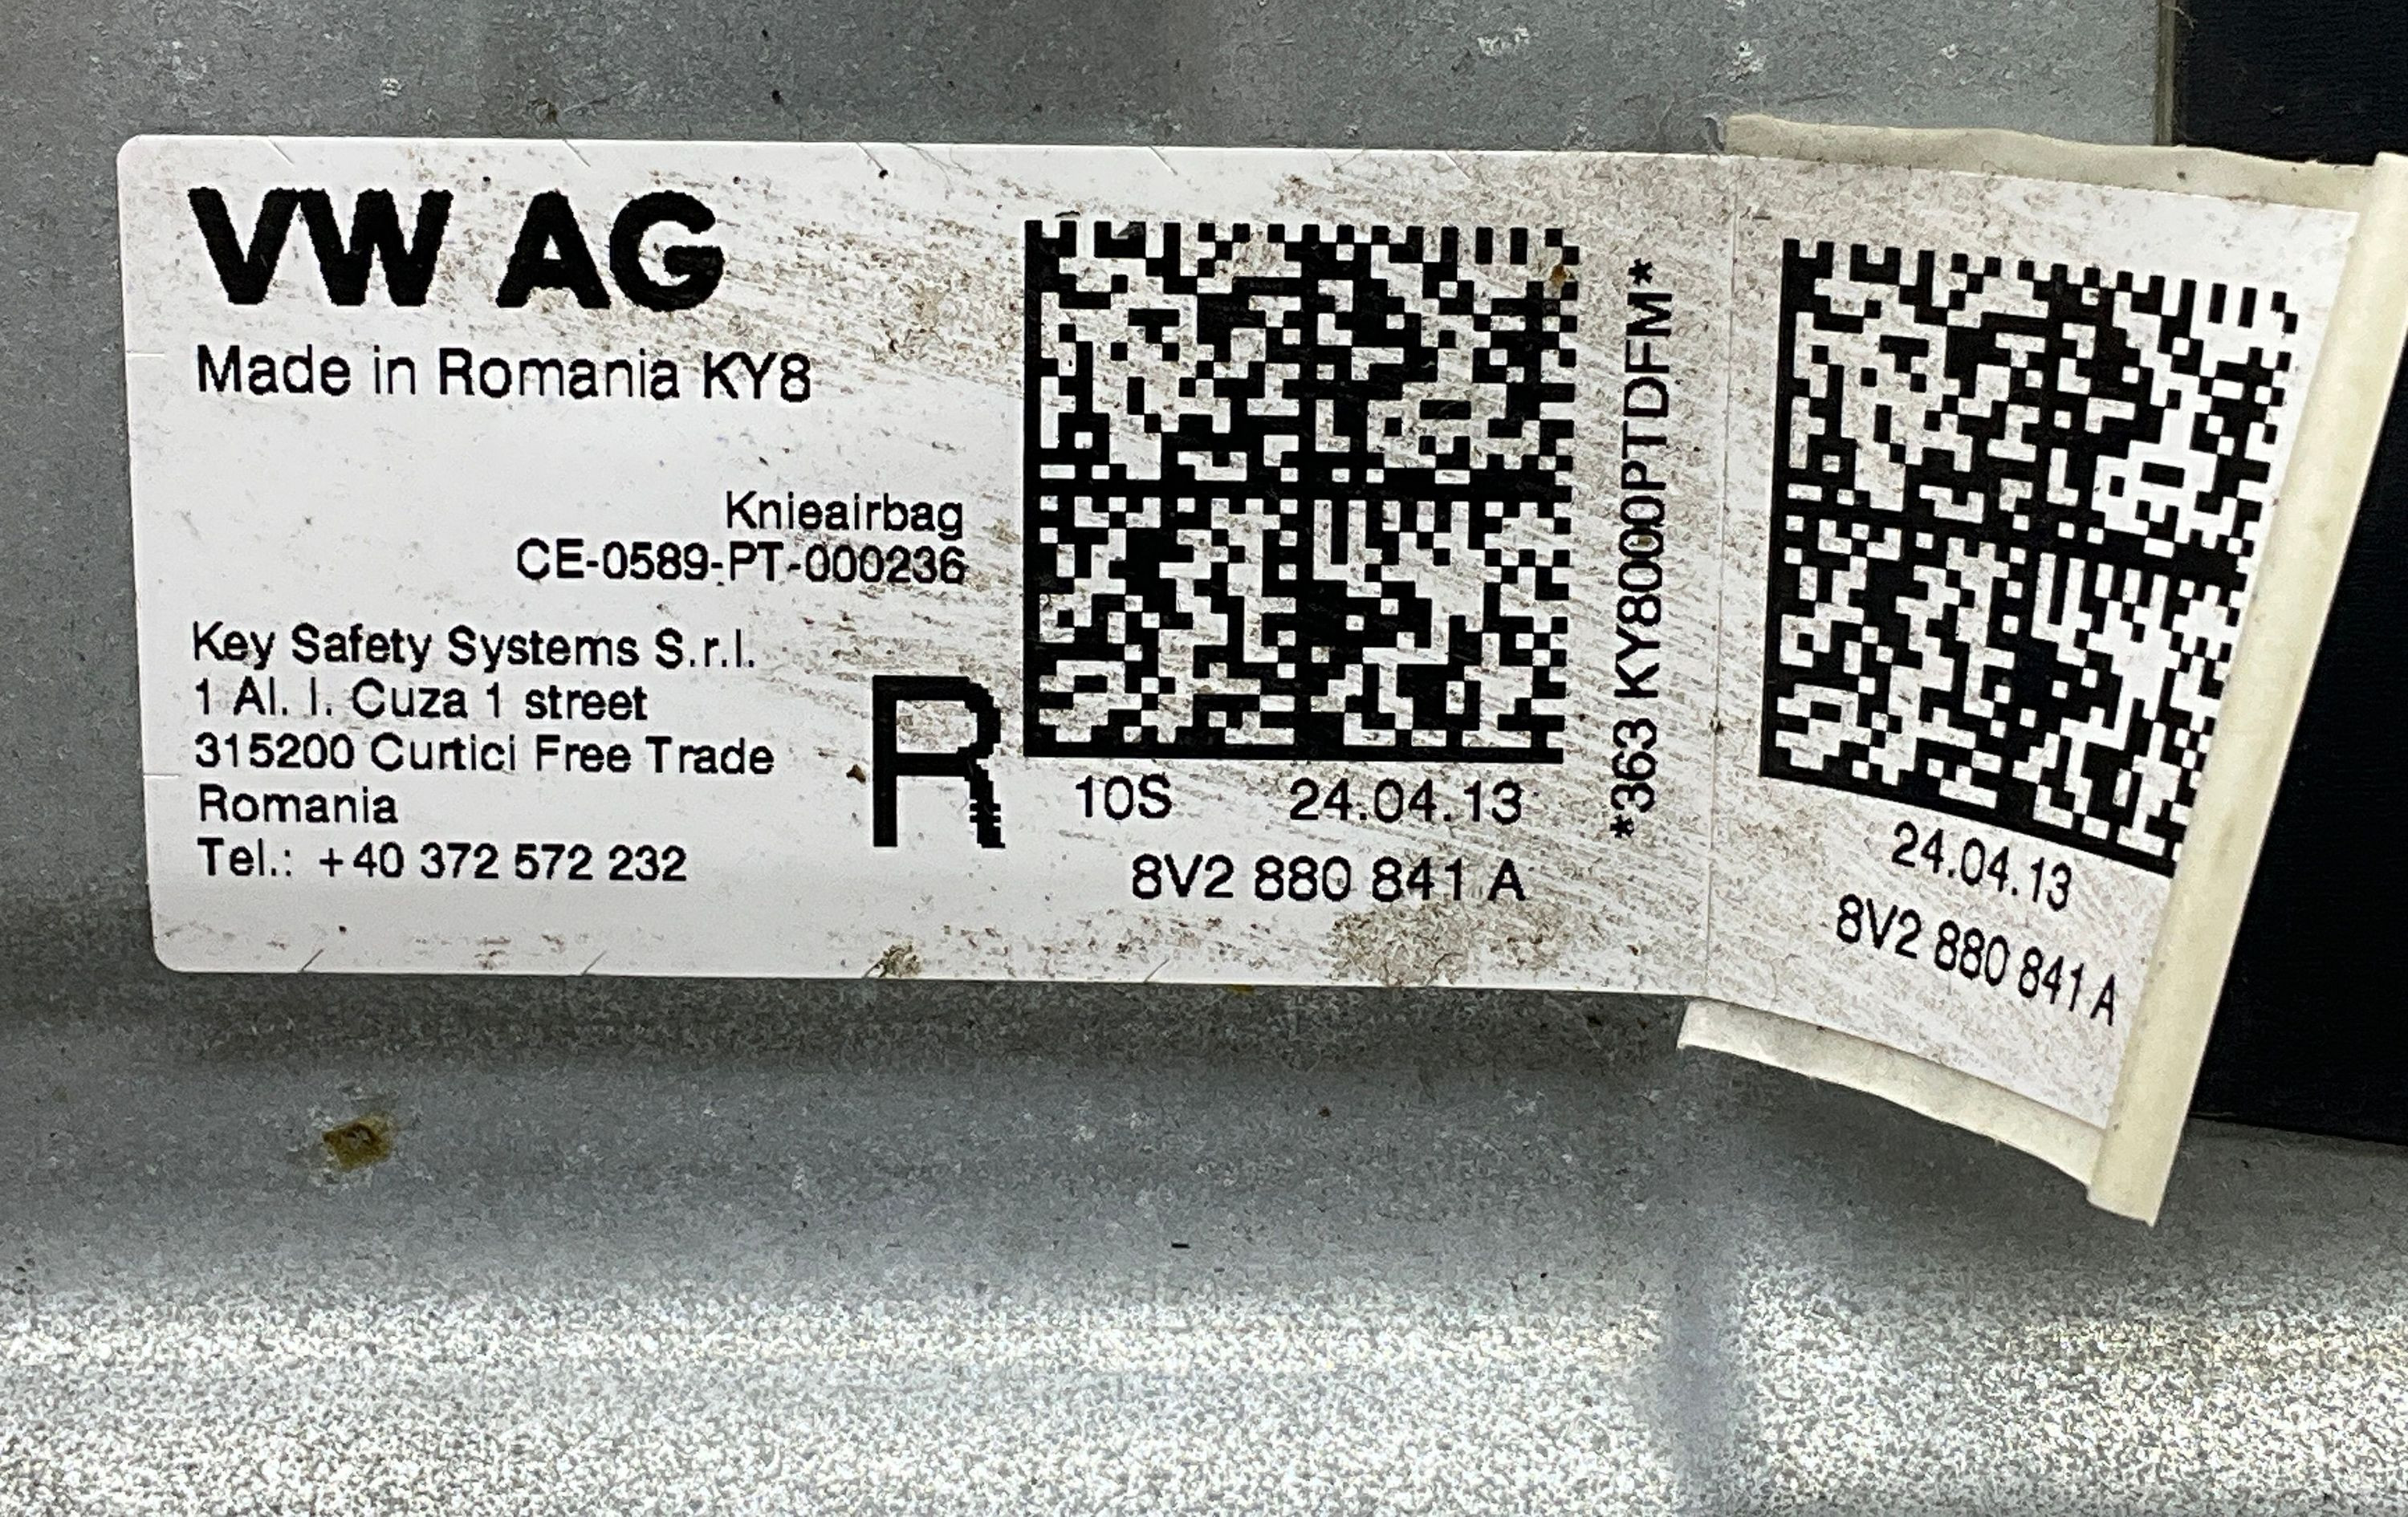 VW AG
Made in Romania KY8
Knieairbag
CE-0589-PT-000236
Key Safety Systems S.r.l.
1 Al. I. Cuza 1 street
315200 Curtici Free Trade
Romania
Tel.: +40 372 572 232
R
10S 24.04.13
8V2 880 841 A
*363 KY8000PTDFM*
24.04.13
8V2 880 841 A